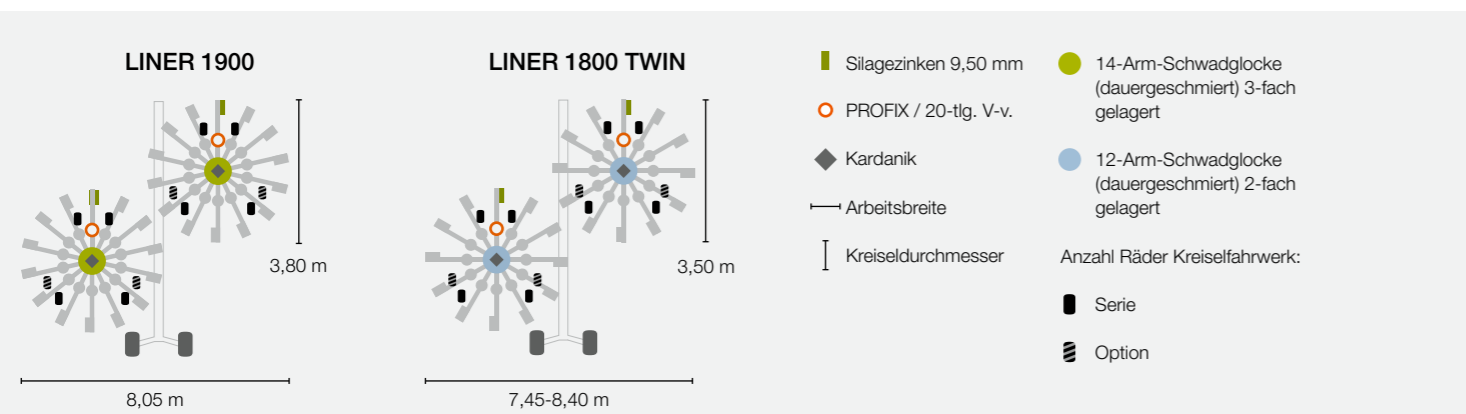 LINER 1900
3,80 m
8,05 m
LINER 1800 TWIN
3,50 m
7,45-8,40 m
Silagezinken 9,50 mm
PROFIX / 20-tlg. V-v.
Kardanik
Arbeitsbreite
Kreiseldurchmesser
14-Arm-Schwadglocke
(dauergeschmiert) 3-fach
gelagert
12-Arm-Schwadglocke
(dauergeschmiert) 2-fach
gelagert
Anzahl Räder Kreiselfahrwerk:
Serie
Option